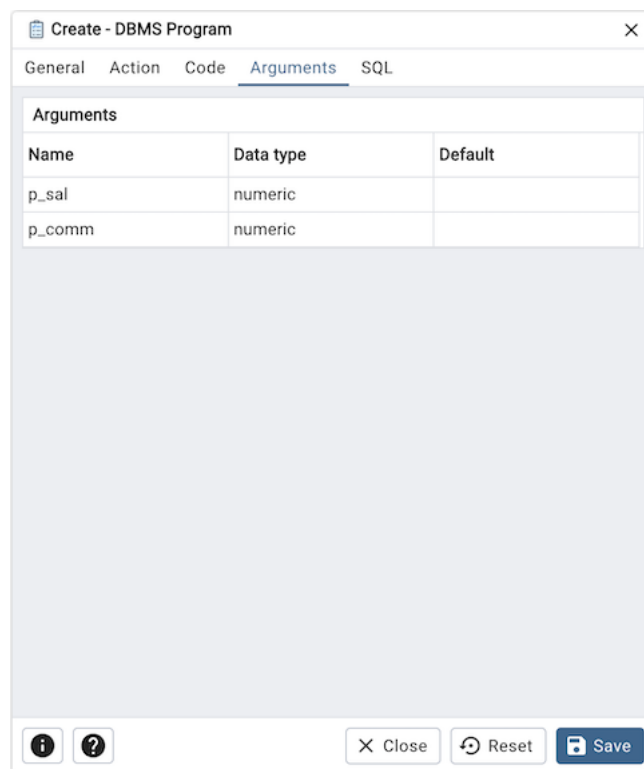 Create - DBMS Program
General Action Code Arguments SQL
Arguments
Name Data type Default
p_sal numeric
p_comm numeric
Close Reset Save